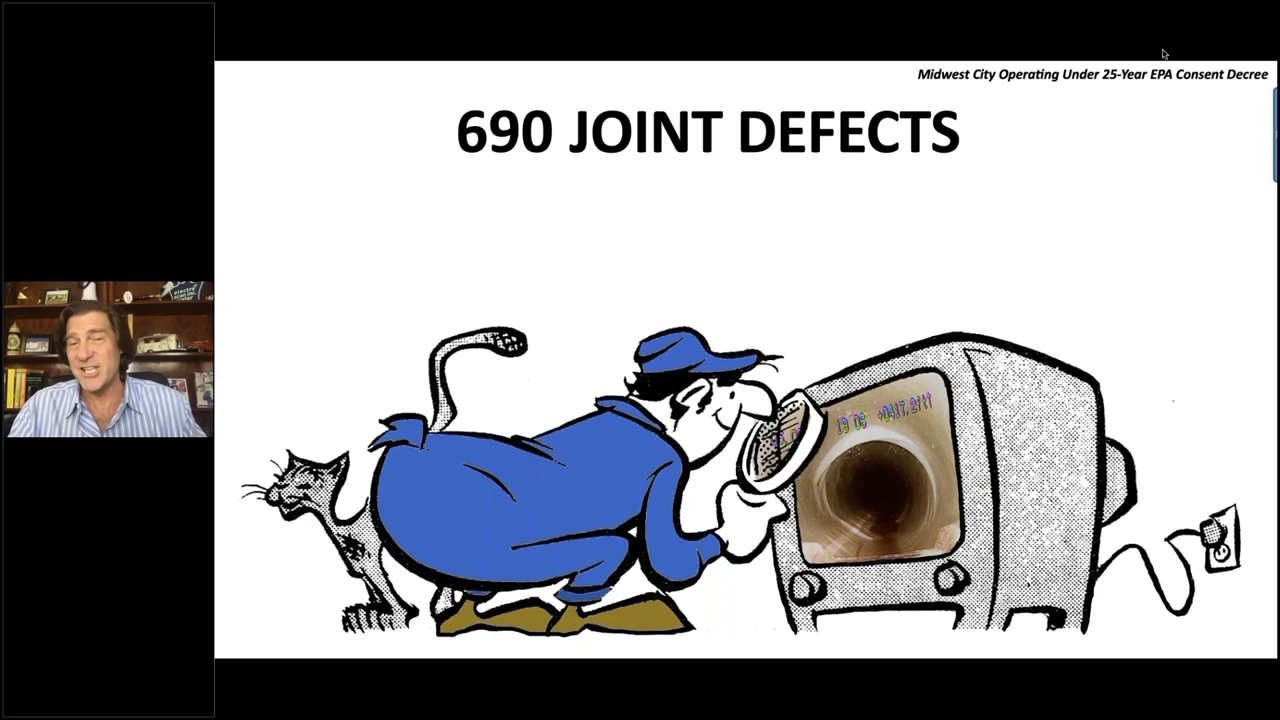 Midwest City Operating Under 25-Year EPA Consent Decree
690 JOINT DEFECTS